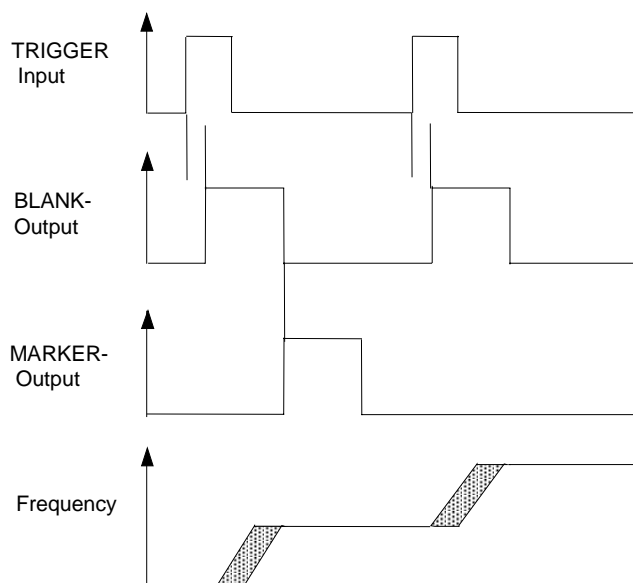 TRIGGER
Input
BLANK-
Output
MARKER-
Output
Frequency